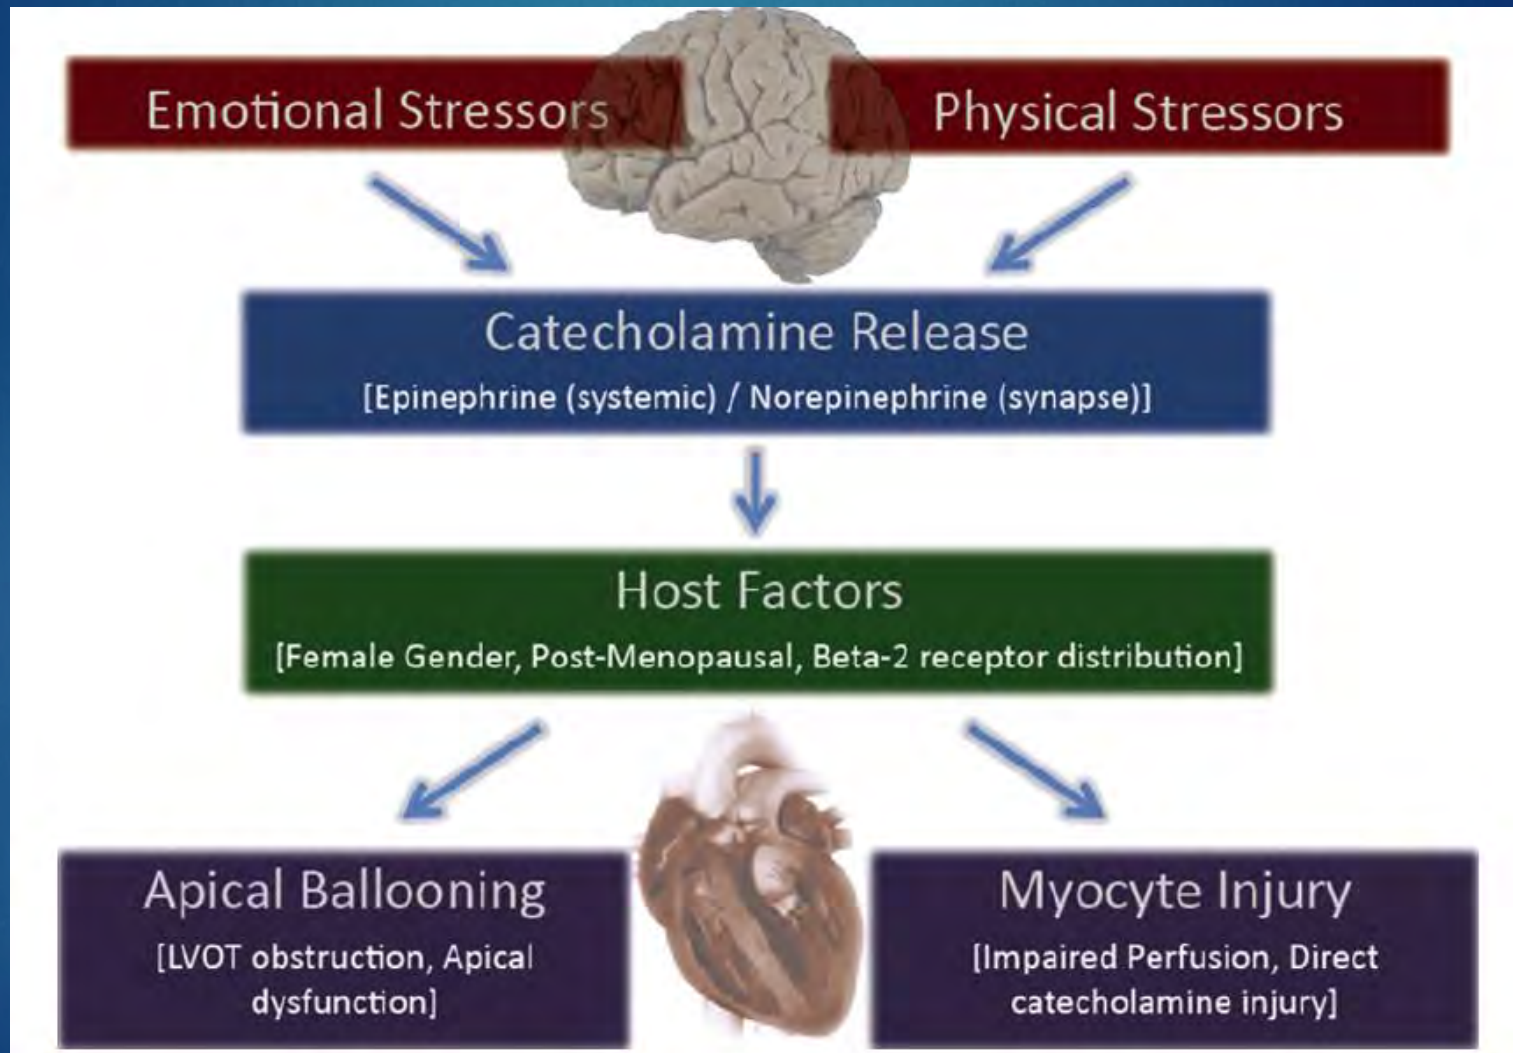 Emotional Stressors
Physical Stressors
Catecholamine Release
[Epinephrine (systemic) / Norepinephrine (synapse)]
Host Factors
[Female Gender, Post-Menopausal, Beta-2 receptor distribution]
Apical Ballooning
[LVOT obstruction, Apical
dysfunction]
Myocyte Injury
[Impaired Perfusion, Direct
catecholamine injury]